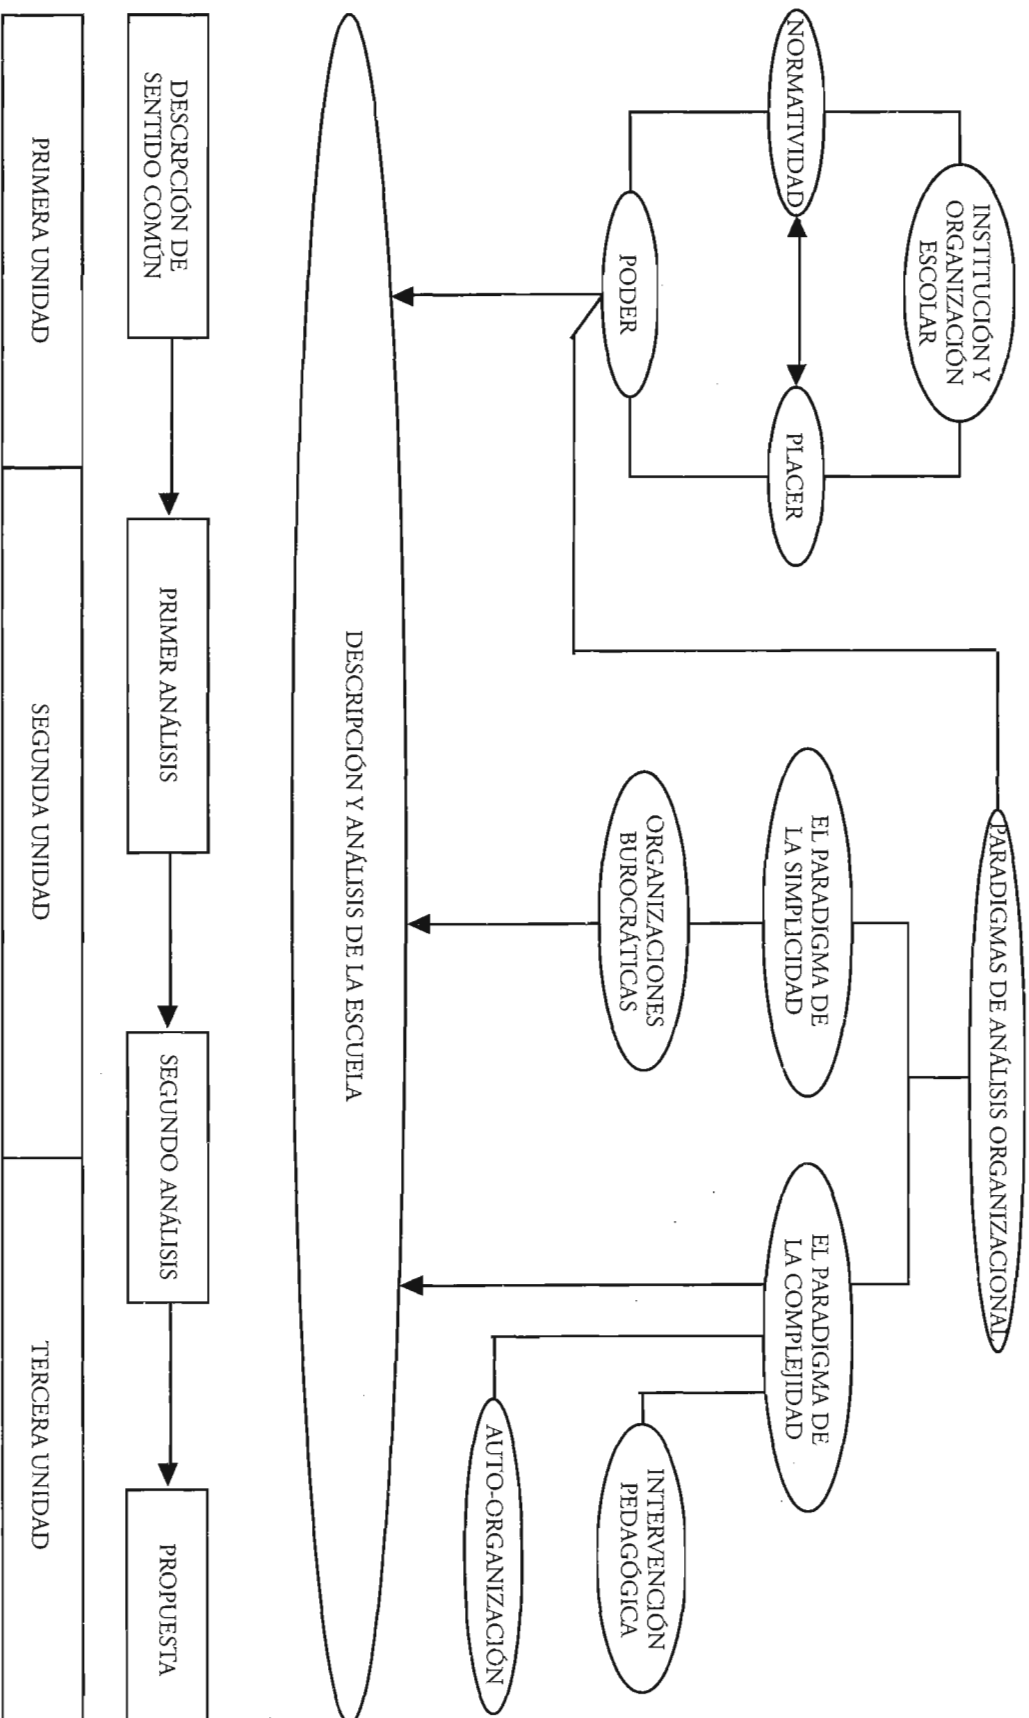 INSTITUCIÓN Y
ORGANIZACIÓN
ESCOLAR
NORMATIVIDAD
PLACER
PODER
PARADIGMAS DE ANÁLISIS ORGANIZACIONAL
EL PARADIGMA DE
LA SIMPLICIDAD
EL PARADIGMA DE
LA COMPLEJIDAD
ORGANIZACIONES
BUROCRÁTICAS
INTERVENCIÓN
PEDAGÓGICA
AUTO-ORGANIZACIÓN
DESCRIPCIÓN Y ANÁLISIS DE LA ESCUELA
DESCRPCIÓN DE
SENTIDO COMÚN
PRIMER ANÁLISIS
SEGUNDO ANÁLISIS
PROPUESTA
PRIMERA UNIDAD
SEGUNDA UNIDAD
TERCERA UNIDAD